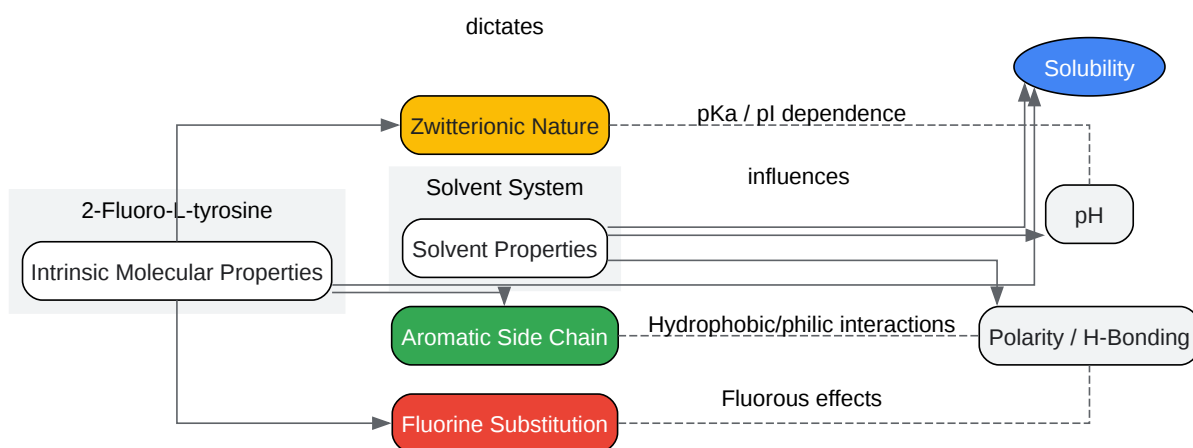 dictates
Solubility
Zwitterionic Nature
pKa / pI dependence
Solvent System
influences
2-Fluoro-L-tyrosine
pH
Solvent Properties
Intrinsic Molecular Properties
Aromatic Side Chain
Hydrophobic/philic interactions
Polarity / H-Bonding
Fluorine Substitution
Fluorous effects